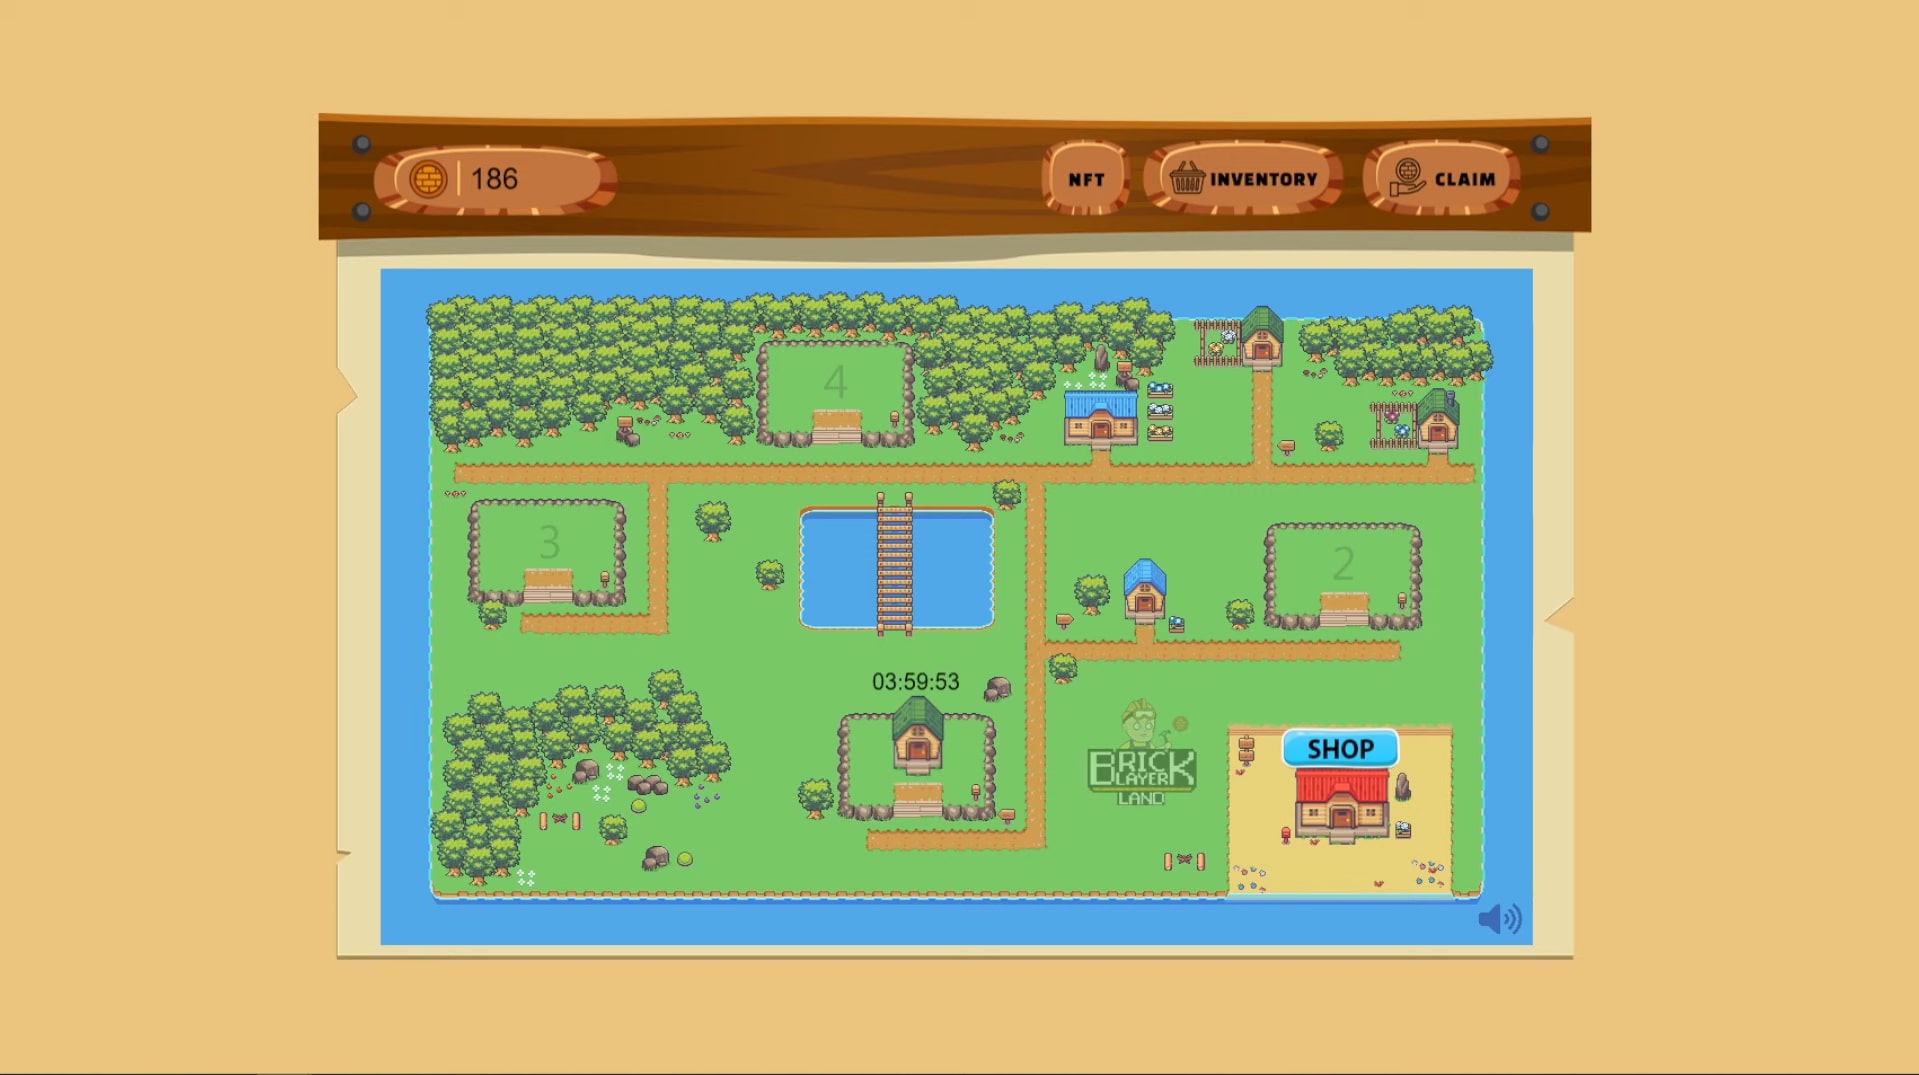 186
NFT
INVENTORY
CLAIM
4
3
2
03:59:53
BRICK
LAYER
LAND
SHOP